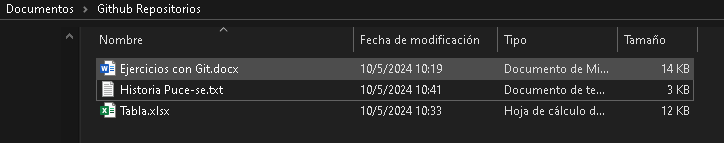 Documentos > Github Repositorios
Nombre Fecha de modificación Tipo Tamaño
Ejercicios con Git.docx 10/5/2024 10:19 Documento de Mi... 14 KB
Historia Puce-se.txt 10/5/2024 10:41 Documento de te... 3 KB
Tabla.xlsx 10/5/2024 10:33 Hoja de cálculo d... 12 KB